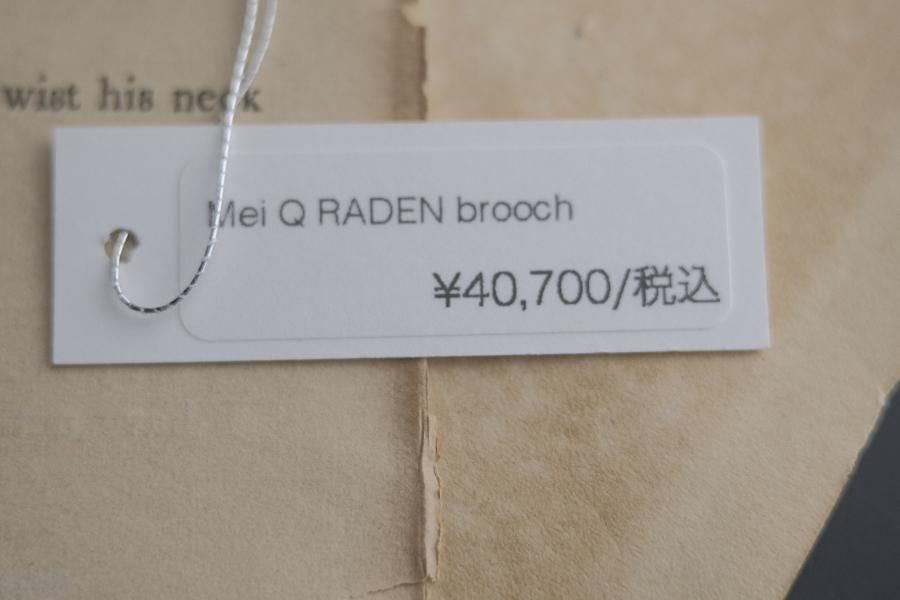 wist his neck
Mei Q RADEN brooch
¥40,700/税込